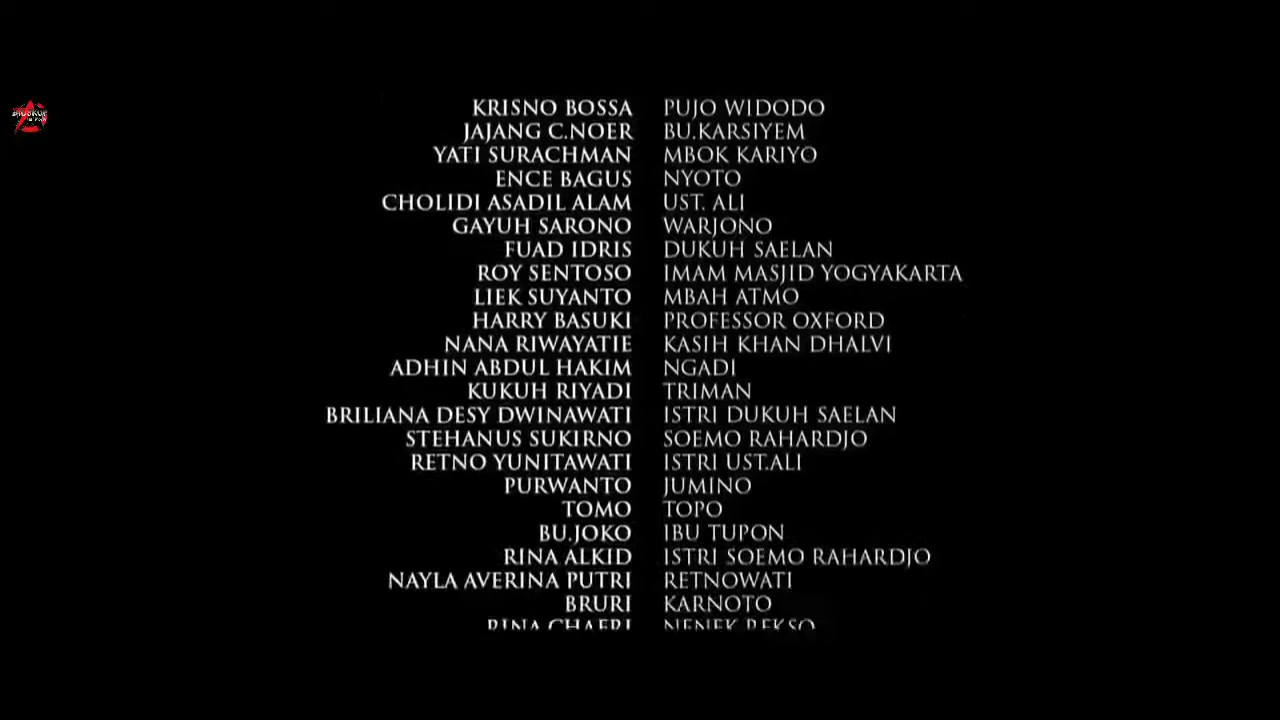 KRISNO BOSSA PUJO WIDODO
JAJANG C.NOER BU.KARSIYEM
YATI SURACHMAN MBOK KARIYO
ENCE BAGUS NYOTO
CHOLIDI ASADIL ALAM UST. ALI
GAYUH SARONO WARJONO
FUAD IDRIS DUKUH SAELAN
ROY SENTOSO IMAM MASJID YOGYAKARTA
LIEK SUYANTO MBAH ATMO
HARRY BASUKI PROFESSOR OXFORD
NANA RIWAYATIE KASIH KHAN DHALVI
ADHIN ABDUL HAKIM NGADI
KUKUH RIYADI TRIMAN
BRILIANA DESY DWINAWATI ISTRI DUKUH SAELAN
STEHANUS SUKIRNO SOEMO RAHARDJO
RETNO YUNITAWATI ISTRI UST.ALI
PURWANTO JUMINO
TOMO TOPO
BU.JOKO IBU TUPON
RINA ALKID ISTRI SOEMO RAHARDJO
NAYLA AVERINA PUTRI RETNOWATI
BRURI KARNOTO
RINA NENEK REKSO